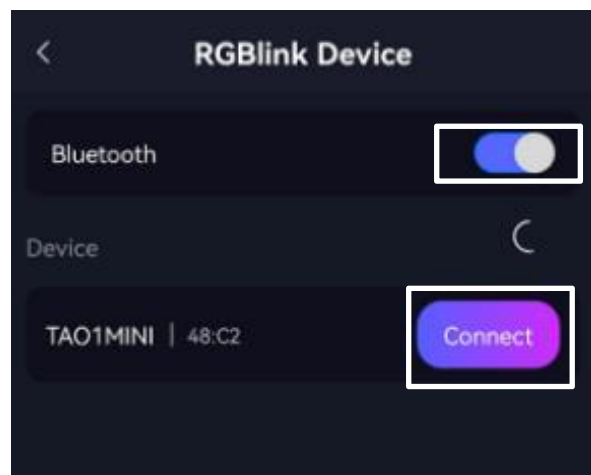 RGBlink Device
Bluetooth
Device
TAO1MINI | 48:C2
Connect